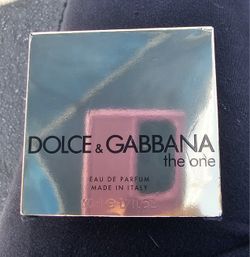 DOLCE & GABBANA
the one
EAU DE PARFUM
MADE IN ITALY